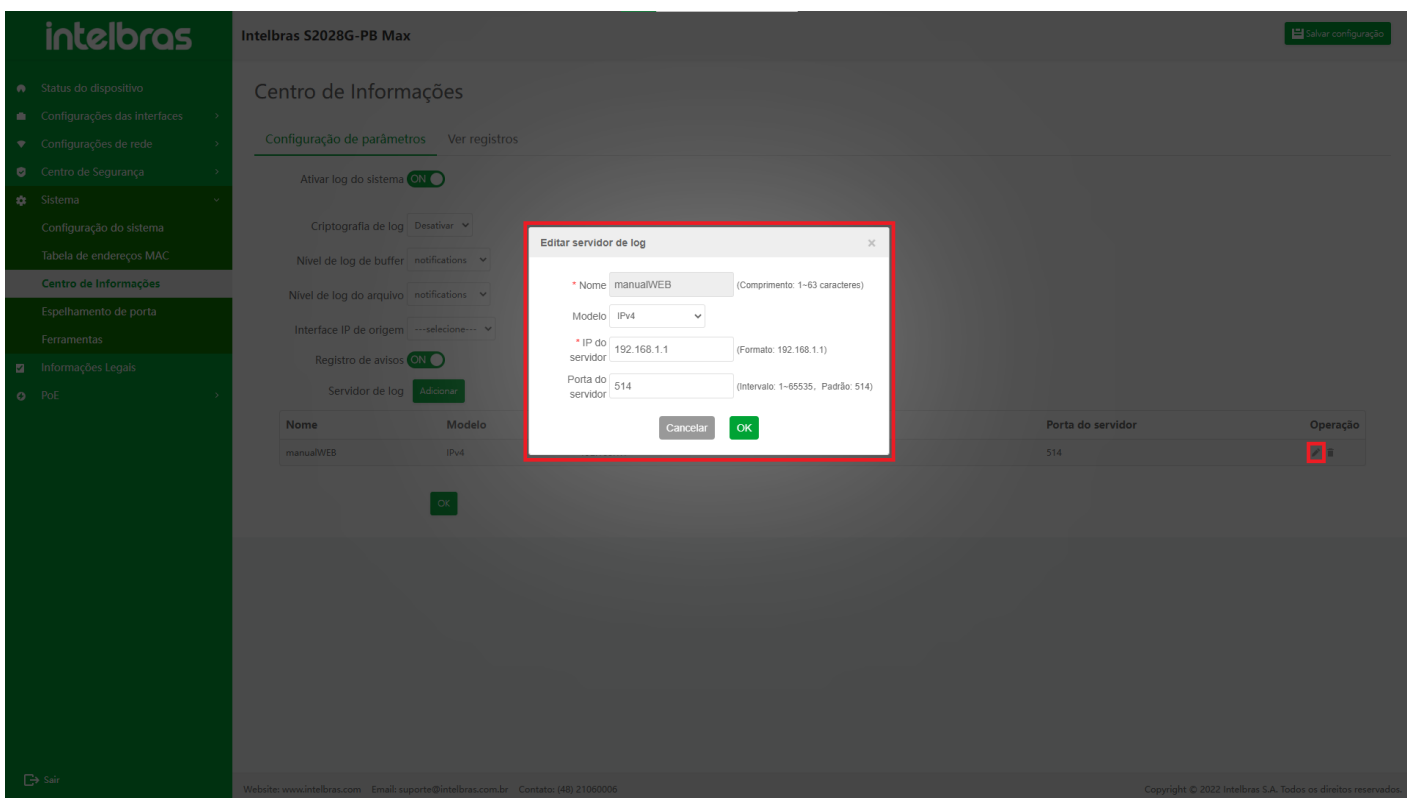 intelbras
Intelbras S2028G-PB Max
Salvar configuração
Status do dispositivo
Configurações das interfaces
Configurações de rede
Centro de Segurança
Sistema
Configuração do sistema
Tabela de endereços MAC
Centro de Informações
Espelhamento de porta
Ferramentas
Informações Legais
PoE
Sair
Centro de Informações
Configuração de parâmetros Ver registros
Ativar log do sistema ON
Criptografia de log Desativar
Nível de log de buffer notifications
Nível de log do arquivo notifications
Interface IP de origem ---selecione---
Registro de avisos ON
Servidor de log Adicionar
Nome Modelo Porta do servidor Operação
manualWEB IPv4 514
OK
Editar servidor de log ×
* Nome manualWEB (Comprimento: 1~63 caracteres)
Modelo IPv4
* IP do servidor 192.168.1.1 (Formato: 192.168.1.1)
Porta do servidor 514 (Intervalo: 1~65535, Padrão: 514)
Cancelar OK
Website: www.intelbras.com Email: suporte@intelbras.com.br Contato: (48) 21060006
Copyright © 2022 Intelbras S.A. Todos os direitos reservados.